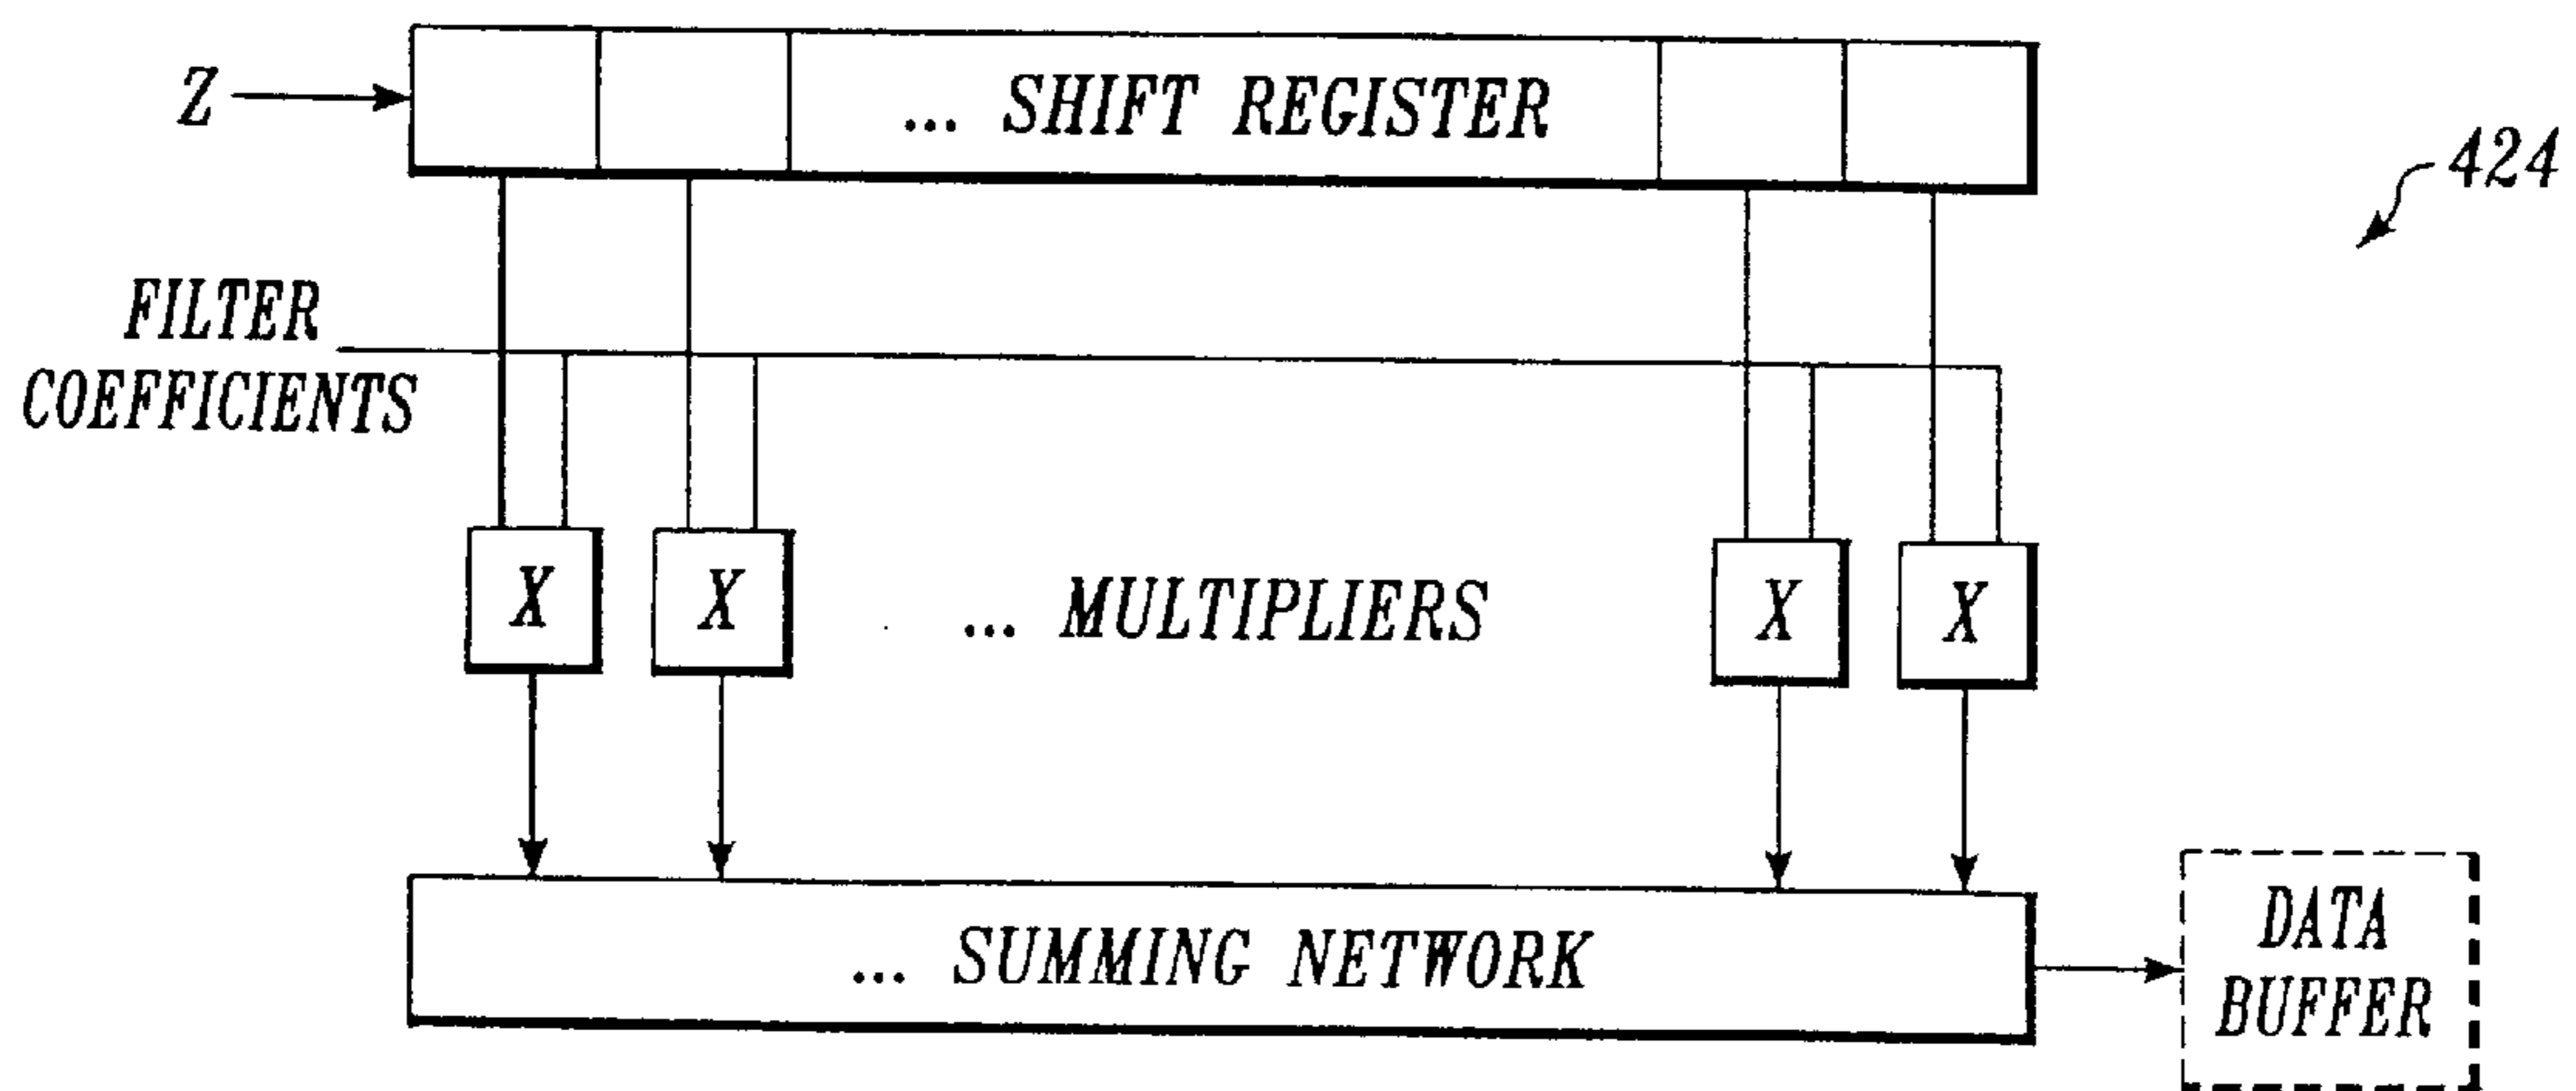 Z
... SHIFT REGISTER
424
FILTER
COEFFICIENTS
X X ... MULTIPLIERS X X
... SUMMING NETWORK
DATA
BUFFER